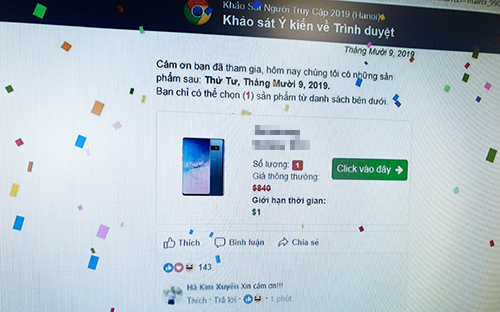 Khảo Sát Người Truy Cập 2019 (Hanoi)
Khảo sát Ý kiến về Trình duyệt
Tháng Mười 9, 2019
Cám ơn bạn đã tham gia, hôm nay chúng tôi có những sản
phẩm sau: Thứ Tư, Tháng Mười 9, 2019.
Bạn chỉ có thể chọn (1) sản phẩm từ danh sách bên dưới.
Số lượng: 1
Giá thông thường:
$840
Giới hạn thời gian:
$1
Click vào đây
Thích Bình luận Chia sẻ
143
Hà Kim Xuyến Xin cảm ơn!!!
Thích · Trả lời · 1 phút